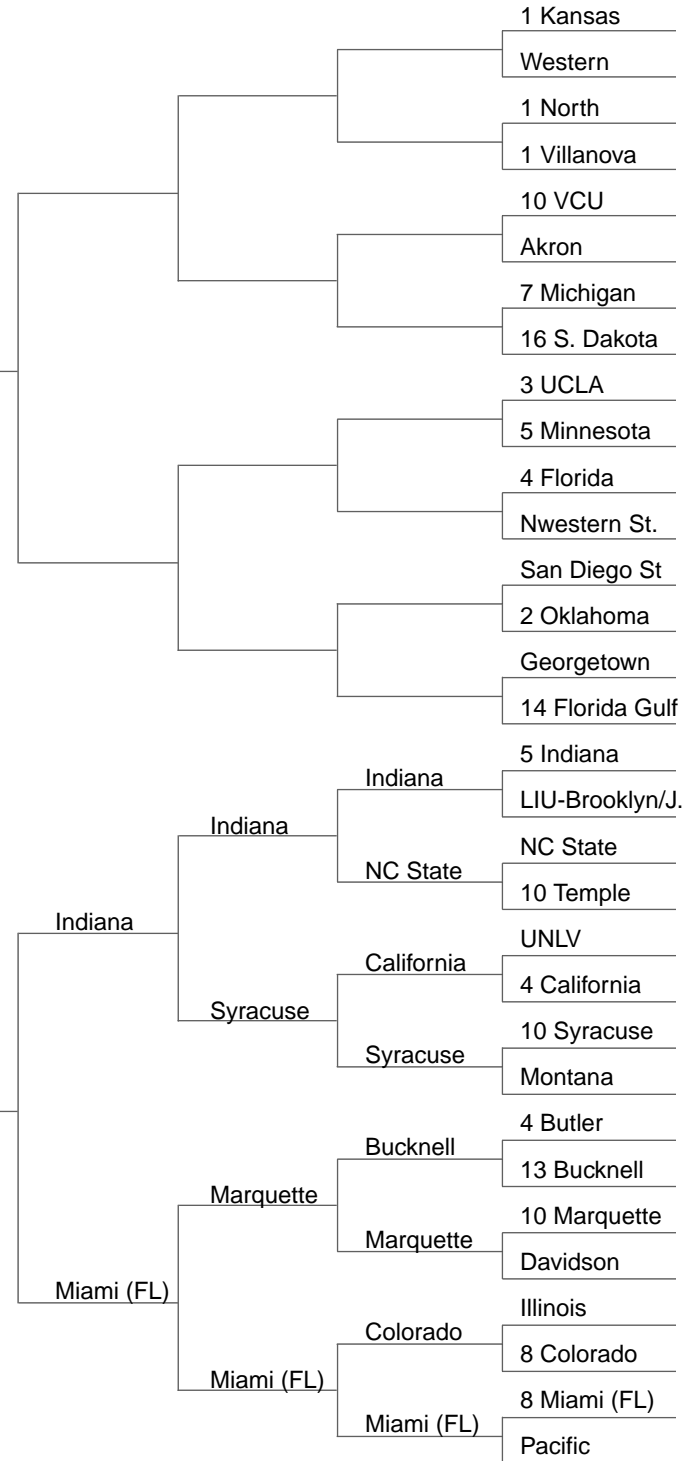 1 Kansas
Western
1 North
1 Villanova
10 VCU
Akron
7 Michigan
16 S. Dakota
3 UCLA
5 Minnesota
4 Florida
Nwestern St.
San Diego St
2 Oklahoma
Georgetown
14 Florida Gulf
5 Indiana
Indiana
LIU-Brooklyn/J.
Indiana
NC State
NC State
10 Temple
Indiana
UNLV
California
4 California
Syracuse
10 Syracuse
Syracuse
Montana
4 Butler
Bucknell
13 Bucknell
Marquette
10 Marquette
Marquette
Davidson
Miami (FL)
Illinois
Colorado
8 Colorado
Miami (FL)
8 Miami (FL)
Miami (FL)
Pacific